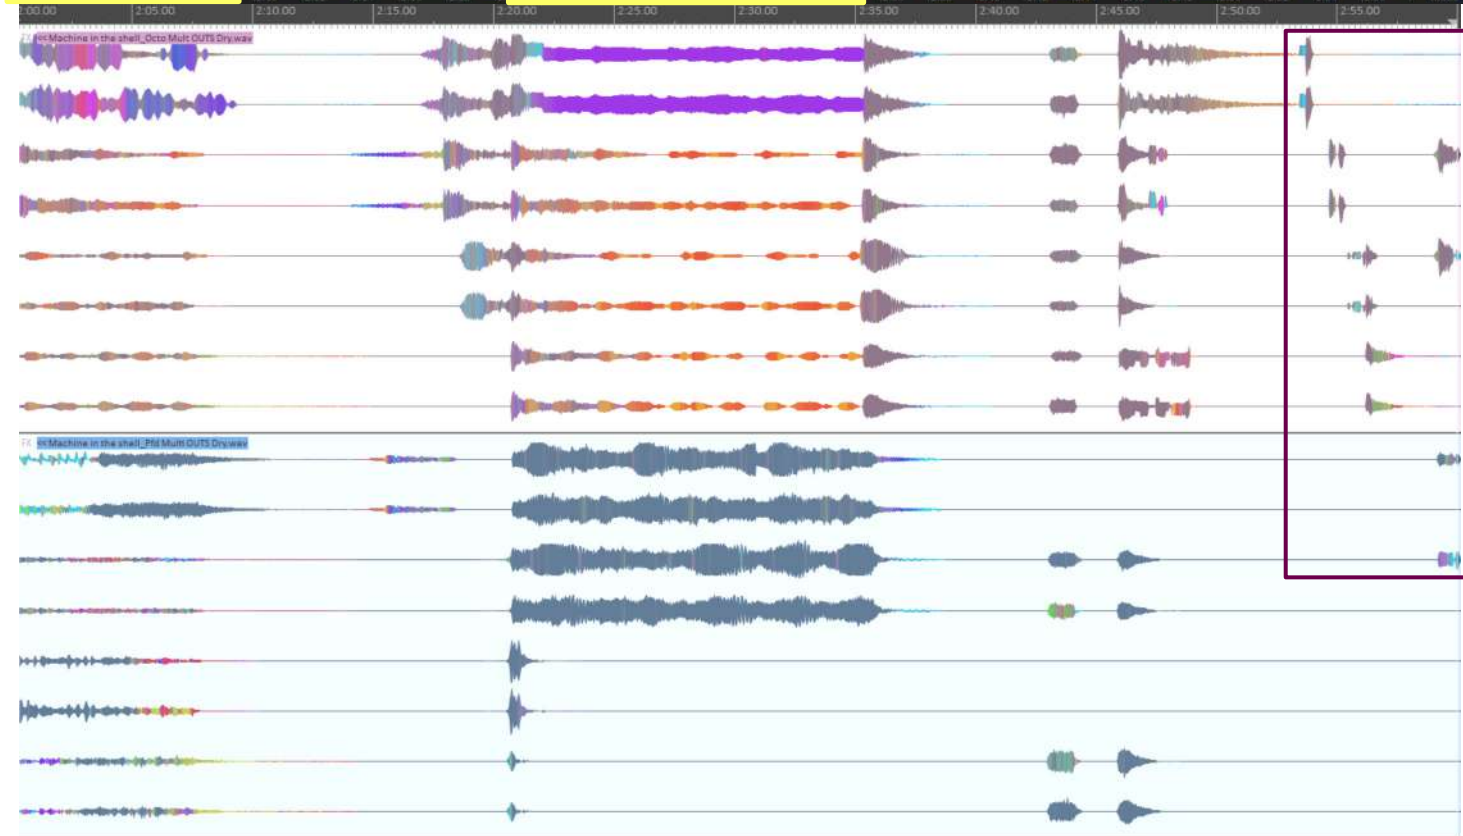 2:00.00 2:05.00 2:10.00 2:15.00 2:20.00 2:25.00 2:30.00 2:35.00 2:40.00 2:45.00 2:50.00 2:55.00
FX << Machine in the shell_Octo Mult OUTS Dry.wav
FX << Machine in the shell_Pfd Mult OUTS Dry.wav